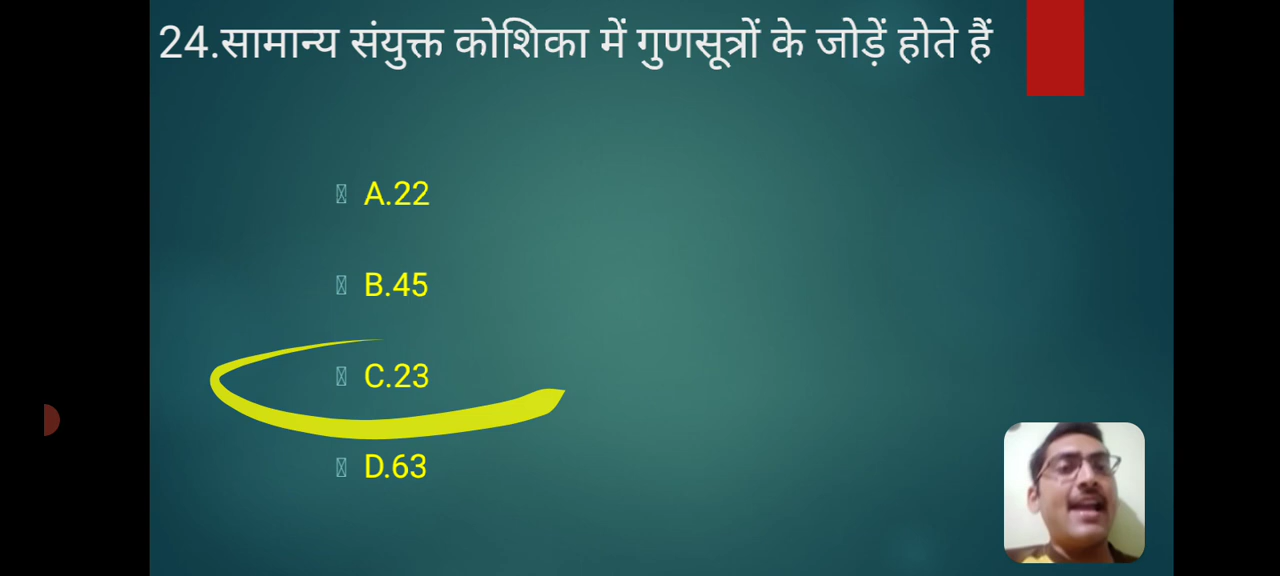 24.सामान्य संयुक्त कोशिका में गुणसूत्रों के जोड़ें होते हैं
A.22
B.45
C.23
D.63